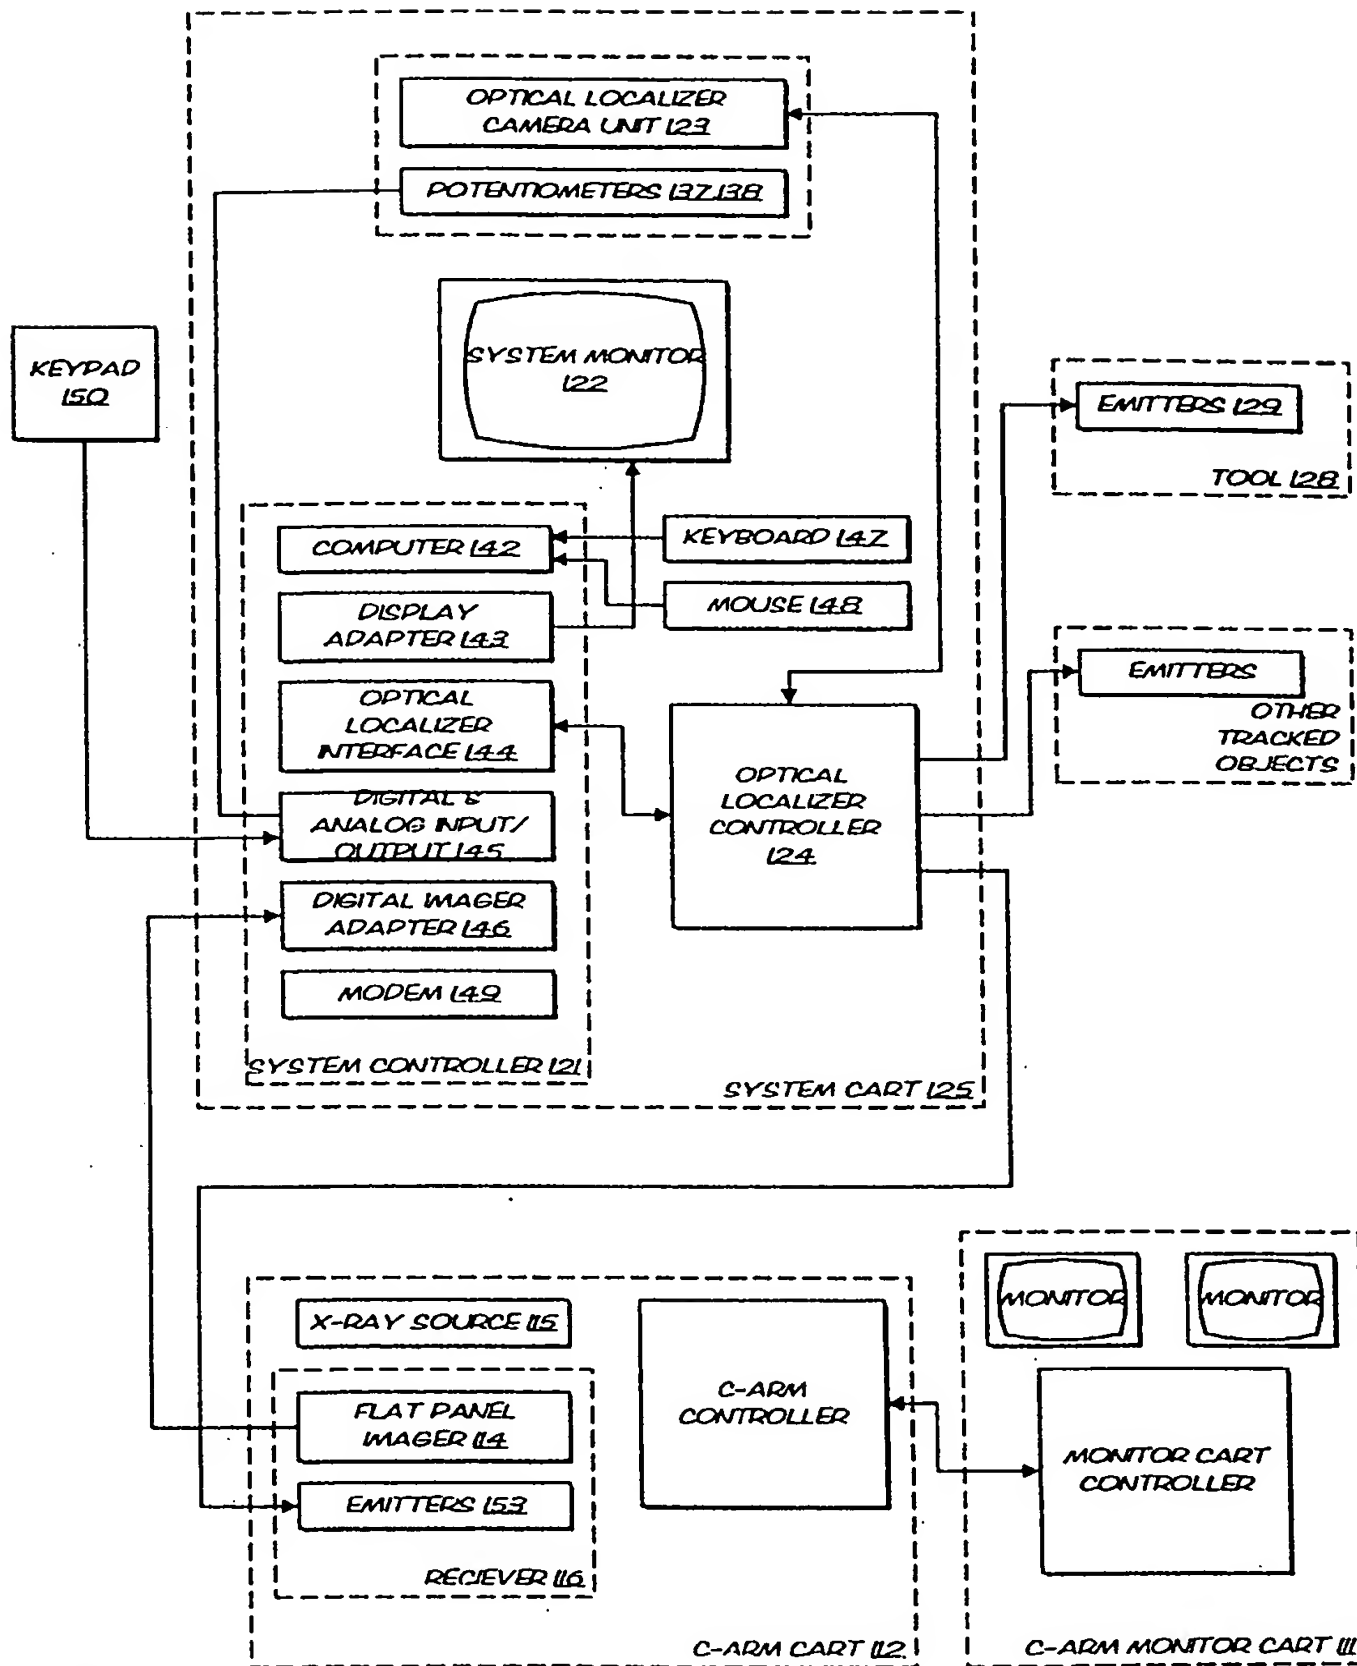 OPTICAL LOCALIZER
CAMERA UNIT 123
POTENTIOMETERS 137,138
SYSTEM MONITOR
122
KEYPAD
150
EMITTERS 129
TOOL 128
COMPUTER 142
KEYBOARD 147
MOUSE 148
DISPLAY
ADAPTER 143
OPTICAL
LOCALIZER
INTERFACE 144
EMITTERS
OTHER
TRACKED
OBJECTS
OPTICAL
LOCALIZER
CONTROLLER
124
DIGITAL &
ANALOG INPUT/
OUTPUT 145
DIGITAL IMAGER
ADAPTER 146
MODEM 149
SYSTEM CONTROLLER 121
SYSTEM CART 125
X-RAY SOURCE 115
FLAT PANEL
IMAGER 114
EMITTERS 153
RECIEVER 116
C-ARM
CONTROLLER
C-ARM CART 112
MONITOR
MONITOR
MONITOR CART
CONTROLLER
C-ARM MONITOR CART 111